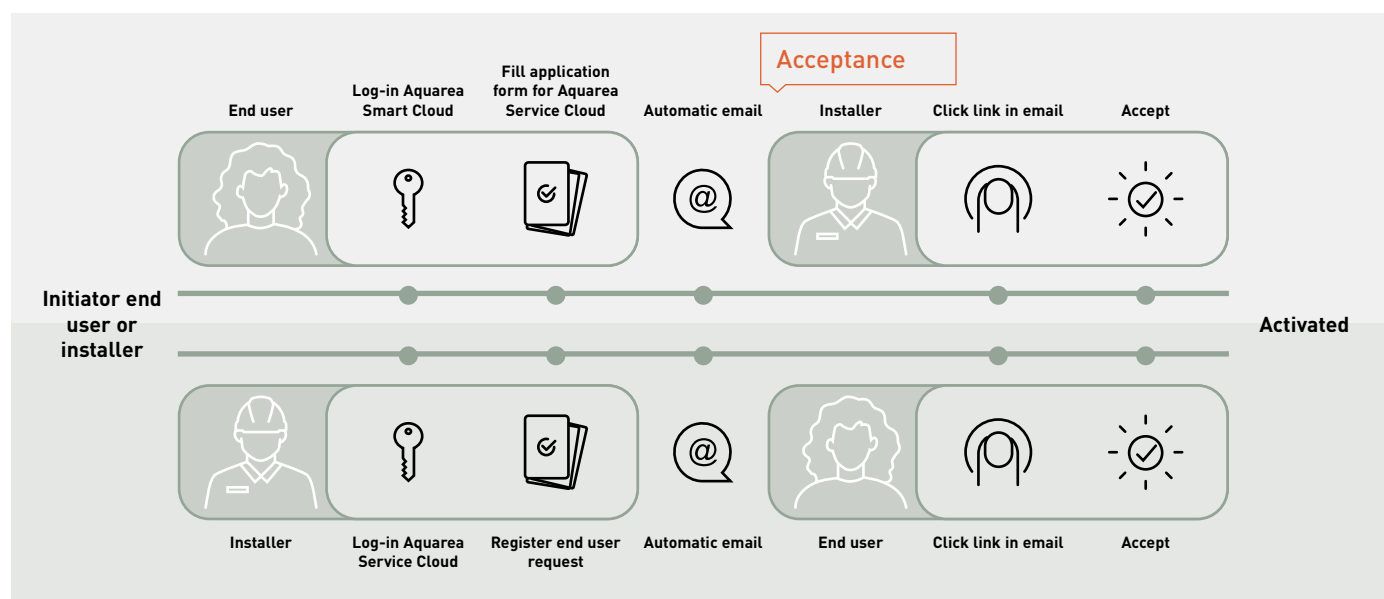 Acceptance
End user
Log-in Aquarea
Smart Cloud
Fill application
form for Aquarea
Service Cloud
Automatic email
Installer
Click link in email
Accept
@
Initiator end
user or
installer
Activated
@
Installer
Log-in Aquarea
Service Cloud
Register end user
request
Automatic email
End user
Click link in email
Accept